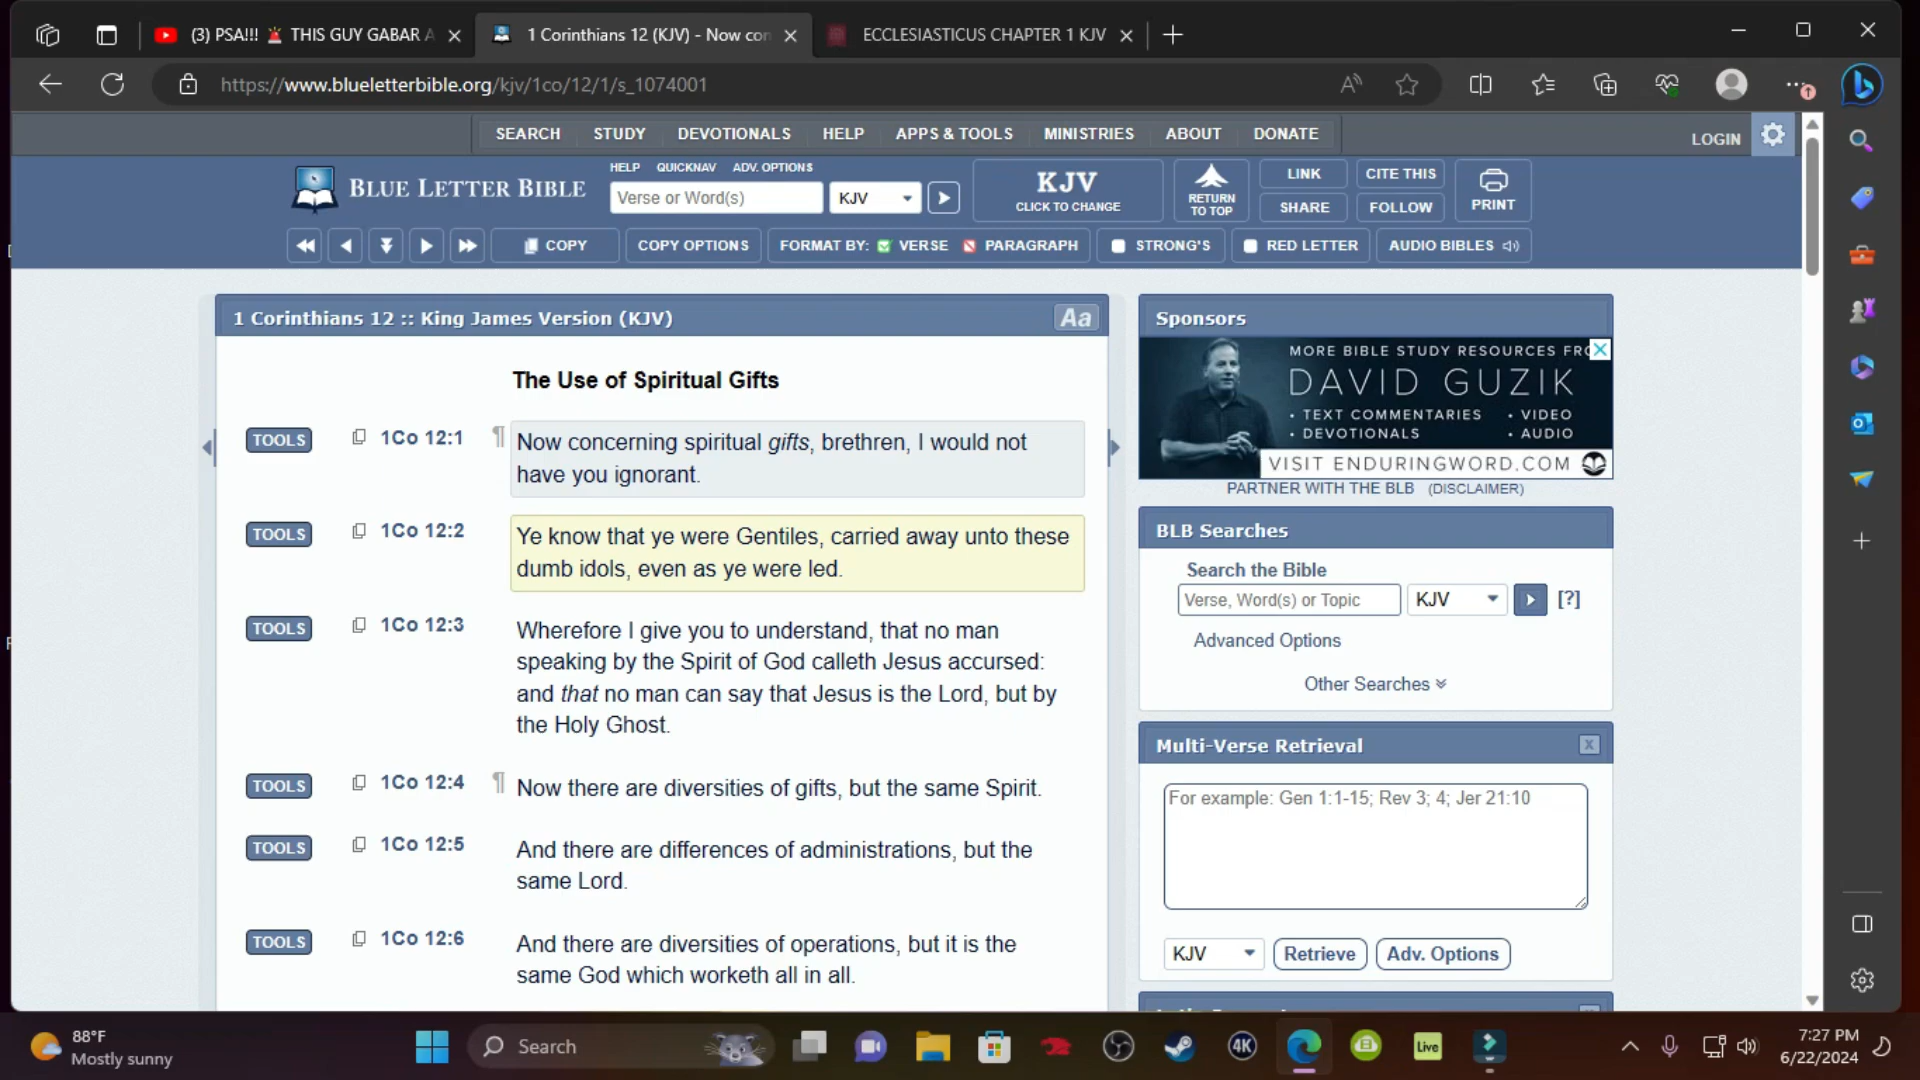 (3) PSA!!! 🚨 THIS GUY GABAR A
1 Corinthians 12 (KJV) - Now con
ECCLESIASTICUS CHAPTER 1 KJV
https://www.blueletterbible.org/kjv/1co/12/1/s_1074001
SEARCH STUDY DEVOTIONALS HELP APPS & TOOLS MINISTRIES ABOUT DONATE
LOGIN
BLUE LETTER BIBLE
HELP QUICKNAV ADV. OPTIONS
Verse or Word(s)
KJV
KJV
CLICK TO CHANGE
RETURN
TO TOP
LINK
CITE THIS
SHARE
FOLLOW
PRINT
COPY
COPY OPTIONS
FORMAT BY: VERSE PARAGRAPH
STRONG'S
RED LETTER
AUDIO BIBLES
1 Corinthians 12 :: King James Version (KJV)
Aa
The Use of Spiritual Gifts
TOOLS 1Co 12:1 ¶ Now concerning spiritual gifts, brethren, I would not
have you ignorant.
TOOLS 1Co 12:2 Ye know that ye were Gentiles, carried away unto these
dumb idols, even as ye were led.
TOOLS 1Co 12:3 Wherefore I give you to understand, that no man
speaking by the Spirit of God calleth Jesus accursed:
and that no man can say that Jesus is the Lord, but by
the Holy Ghost.
TOOLS 1Co 12:4 ¶ Now there are diversities of gifts, but the same Spirit.
TOOLS 1Co 12:5 And there are differences of administrations, but the
same Lord.
TOOLS 1Co 12:6 And there are diversities of operations, but it is the
same God which worketh all in all.
Sponsors
MORE BIBLE STUDY RESOURCES FRO
DAVID GUZIK
• TEXT COMMENTARIES • VIDEO
• DEVOTIONALS • AUDIO
VISIT ENDURINGWORD.COM
PARTNER WITH THE BLB (DISCLAIMER)
BLB Searches
Search the Bible
Verse, Word(s) or Topic
KJV
[?]
Advanced Options
Other Searches
Multi-Verse Retrieval
x
For example: Gen 1:1-15; Rev 3; 4; Jer 21:10
KJV
Retrieve
Adv. Options
88°F
Mostly sunny
Search
4K
Live
7:27 PM
6/22/2024